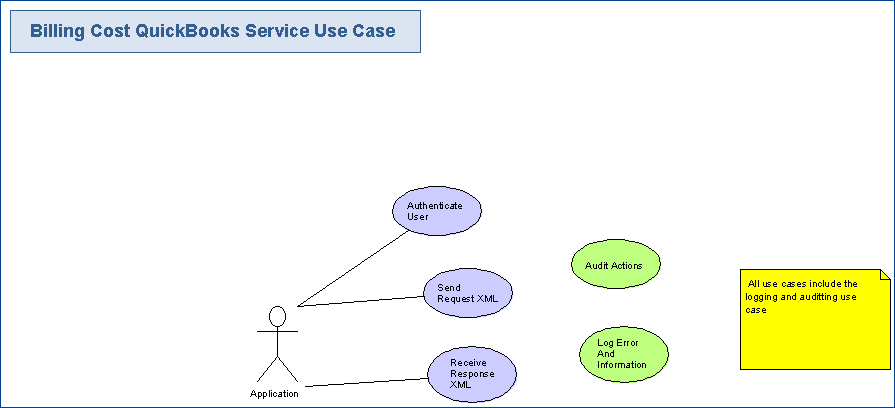 Billing Cost QuickBooks Service Use Case
Authenticate
User
Audit Actions
Send
Request XML
All use cases include the
logging and auditting use
case
Log Error
And
Information
Receive
Response
XML
Application